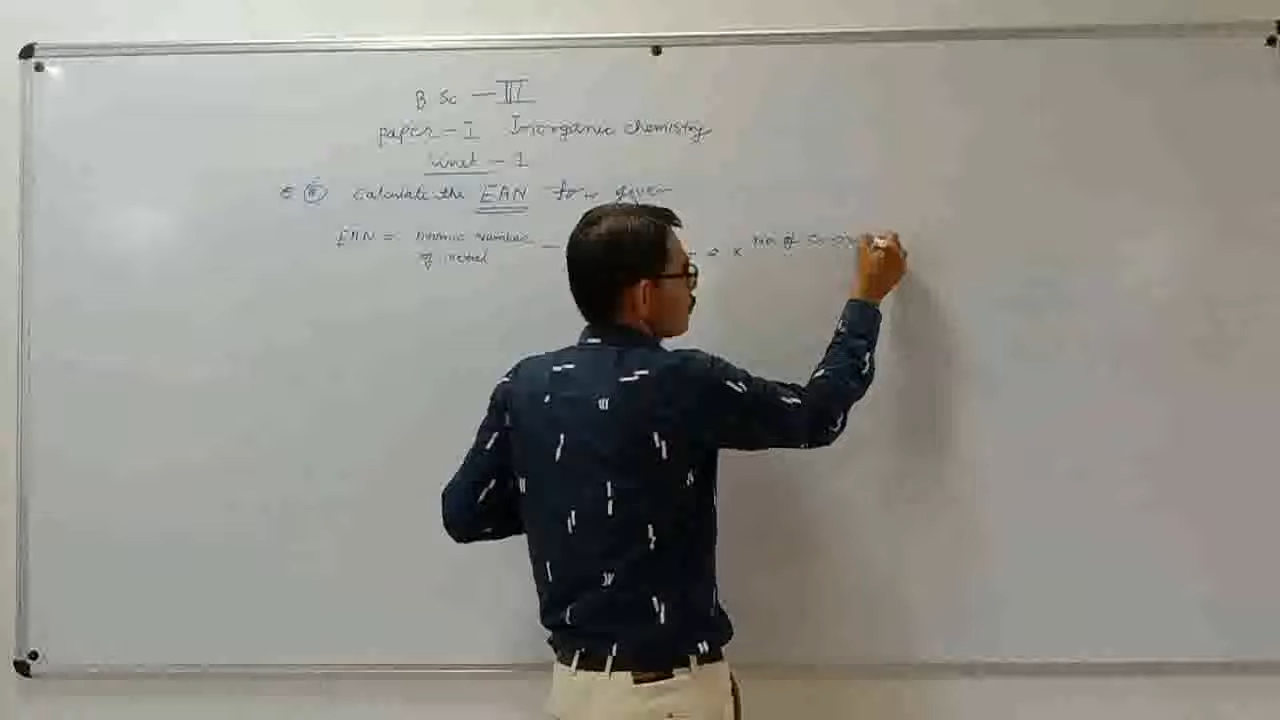 B Sc — III
paper - I Inorganic chemistry
Unit - 1
calculate the EAN for given
EAN = Atomic Number — × No of
of metal